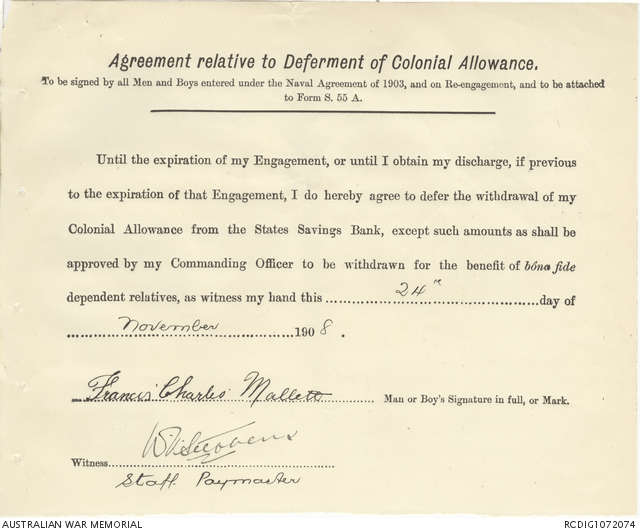 Agreement relative to Deferment of Colonial Allowance.
To be signed by all Men and Boys entered under the Naval Agreement of 1903, and on Re-engagement, and to be attached
to Form S. 55 A.
Until the expiration of my Engagement, or until I obtain my discharge, if previous
to the expiration of that Engagement, I do hereby agree to defer the withdrawal of my
Colonial Allowance from the States Savings Bank, except such amounts as shall be
approved by my Commanding Officer to be withdrawn for the benefit of bóna fide
dependent relatives, as witness my hand this 24th day of
November 1908.
Francis Charles Mallett Man or Boy's Signature in full, or Mark.
Witness
Staff Paymaster
AUSTRALIAN WAR MEMORIAL RCDIG1072074